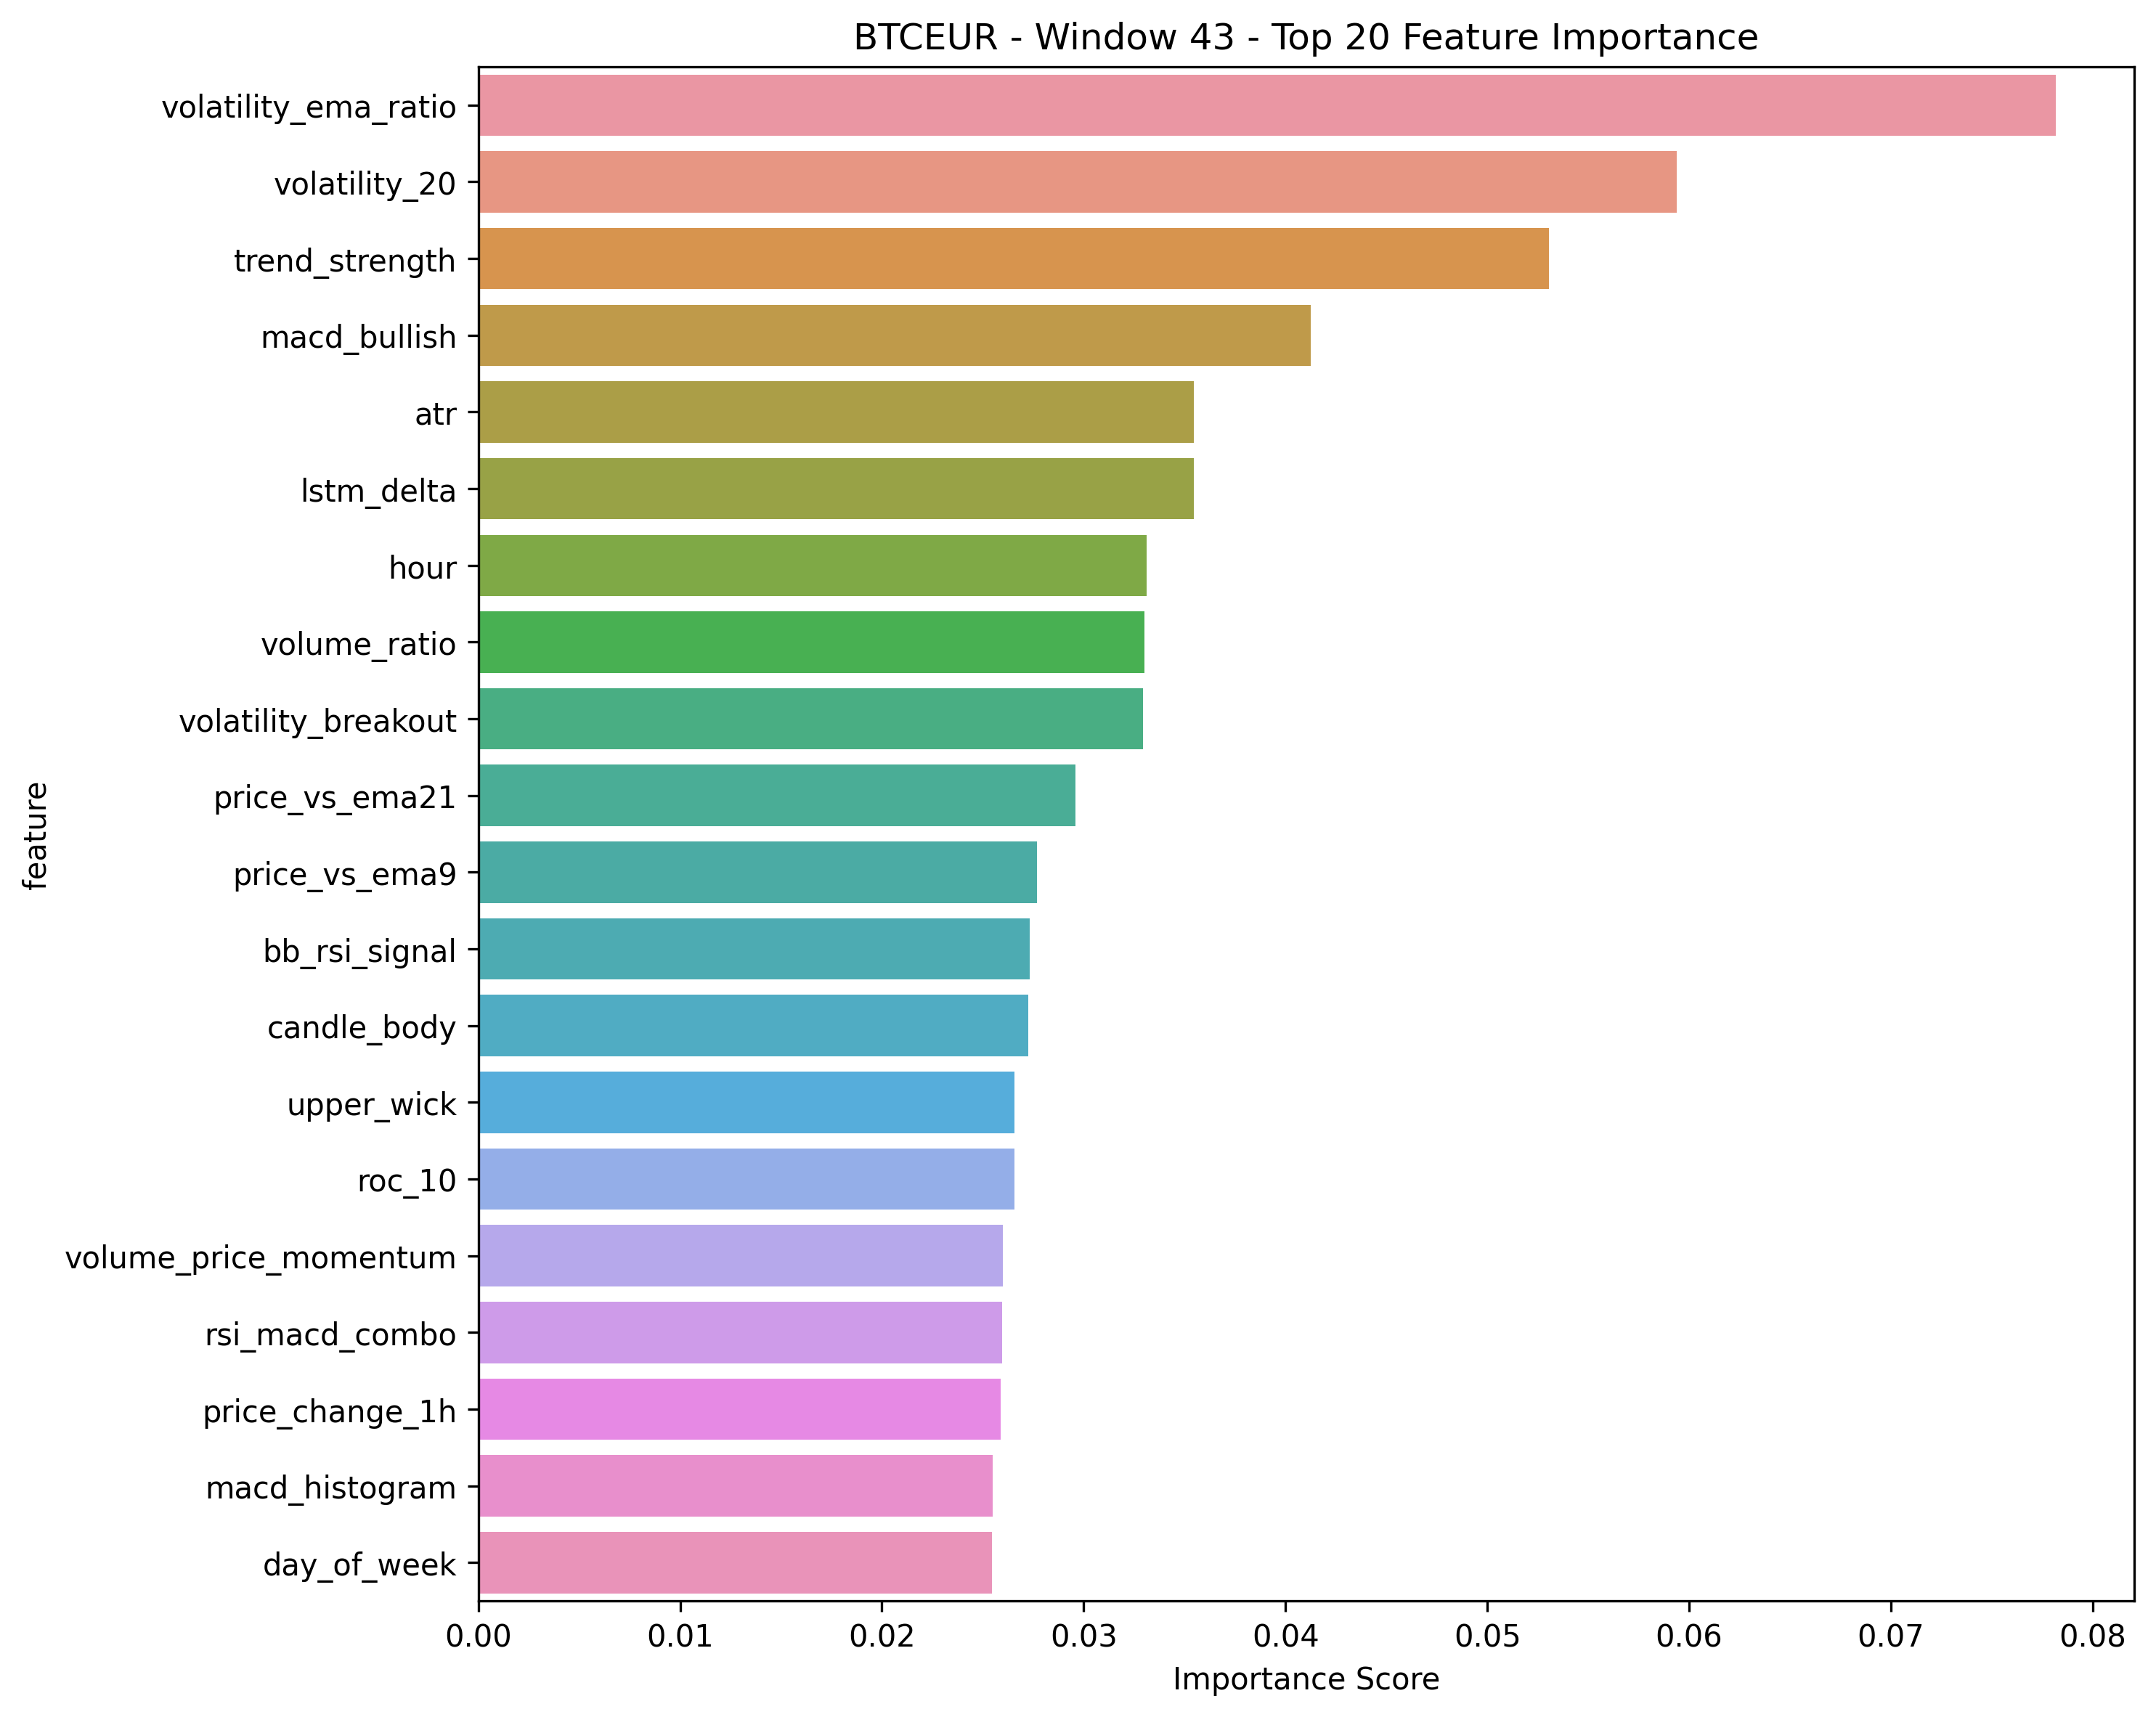 BTCEUR - Window 43 - Top 20 Feature Importance
volatility_ema_ratio
volatility_20
trend_strength
macd_bullish
atr
lstm_delta
hour
volume_ratio
volatility_breakout
price_vs_ema21
price_vs_ema9
bb_rsi_signal
candle_body
upper_wick
roc_10
volume_price_momentum
rsi_macd_combo
price_change_1h
macd_histogram
day_of_week
feature
0.00 0.01 0.02 0.03 0.04 0.05 0.06 0.07 0.08
Importance Score